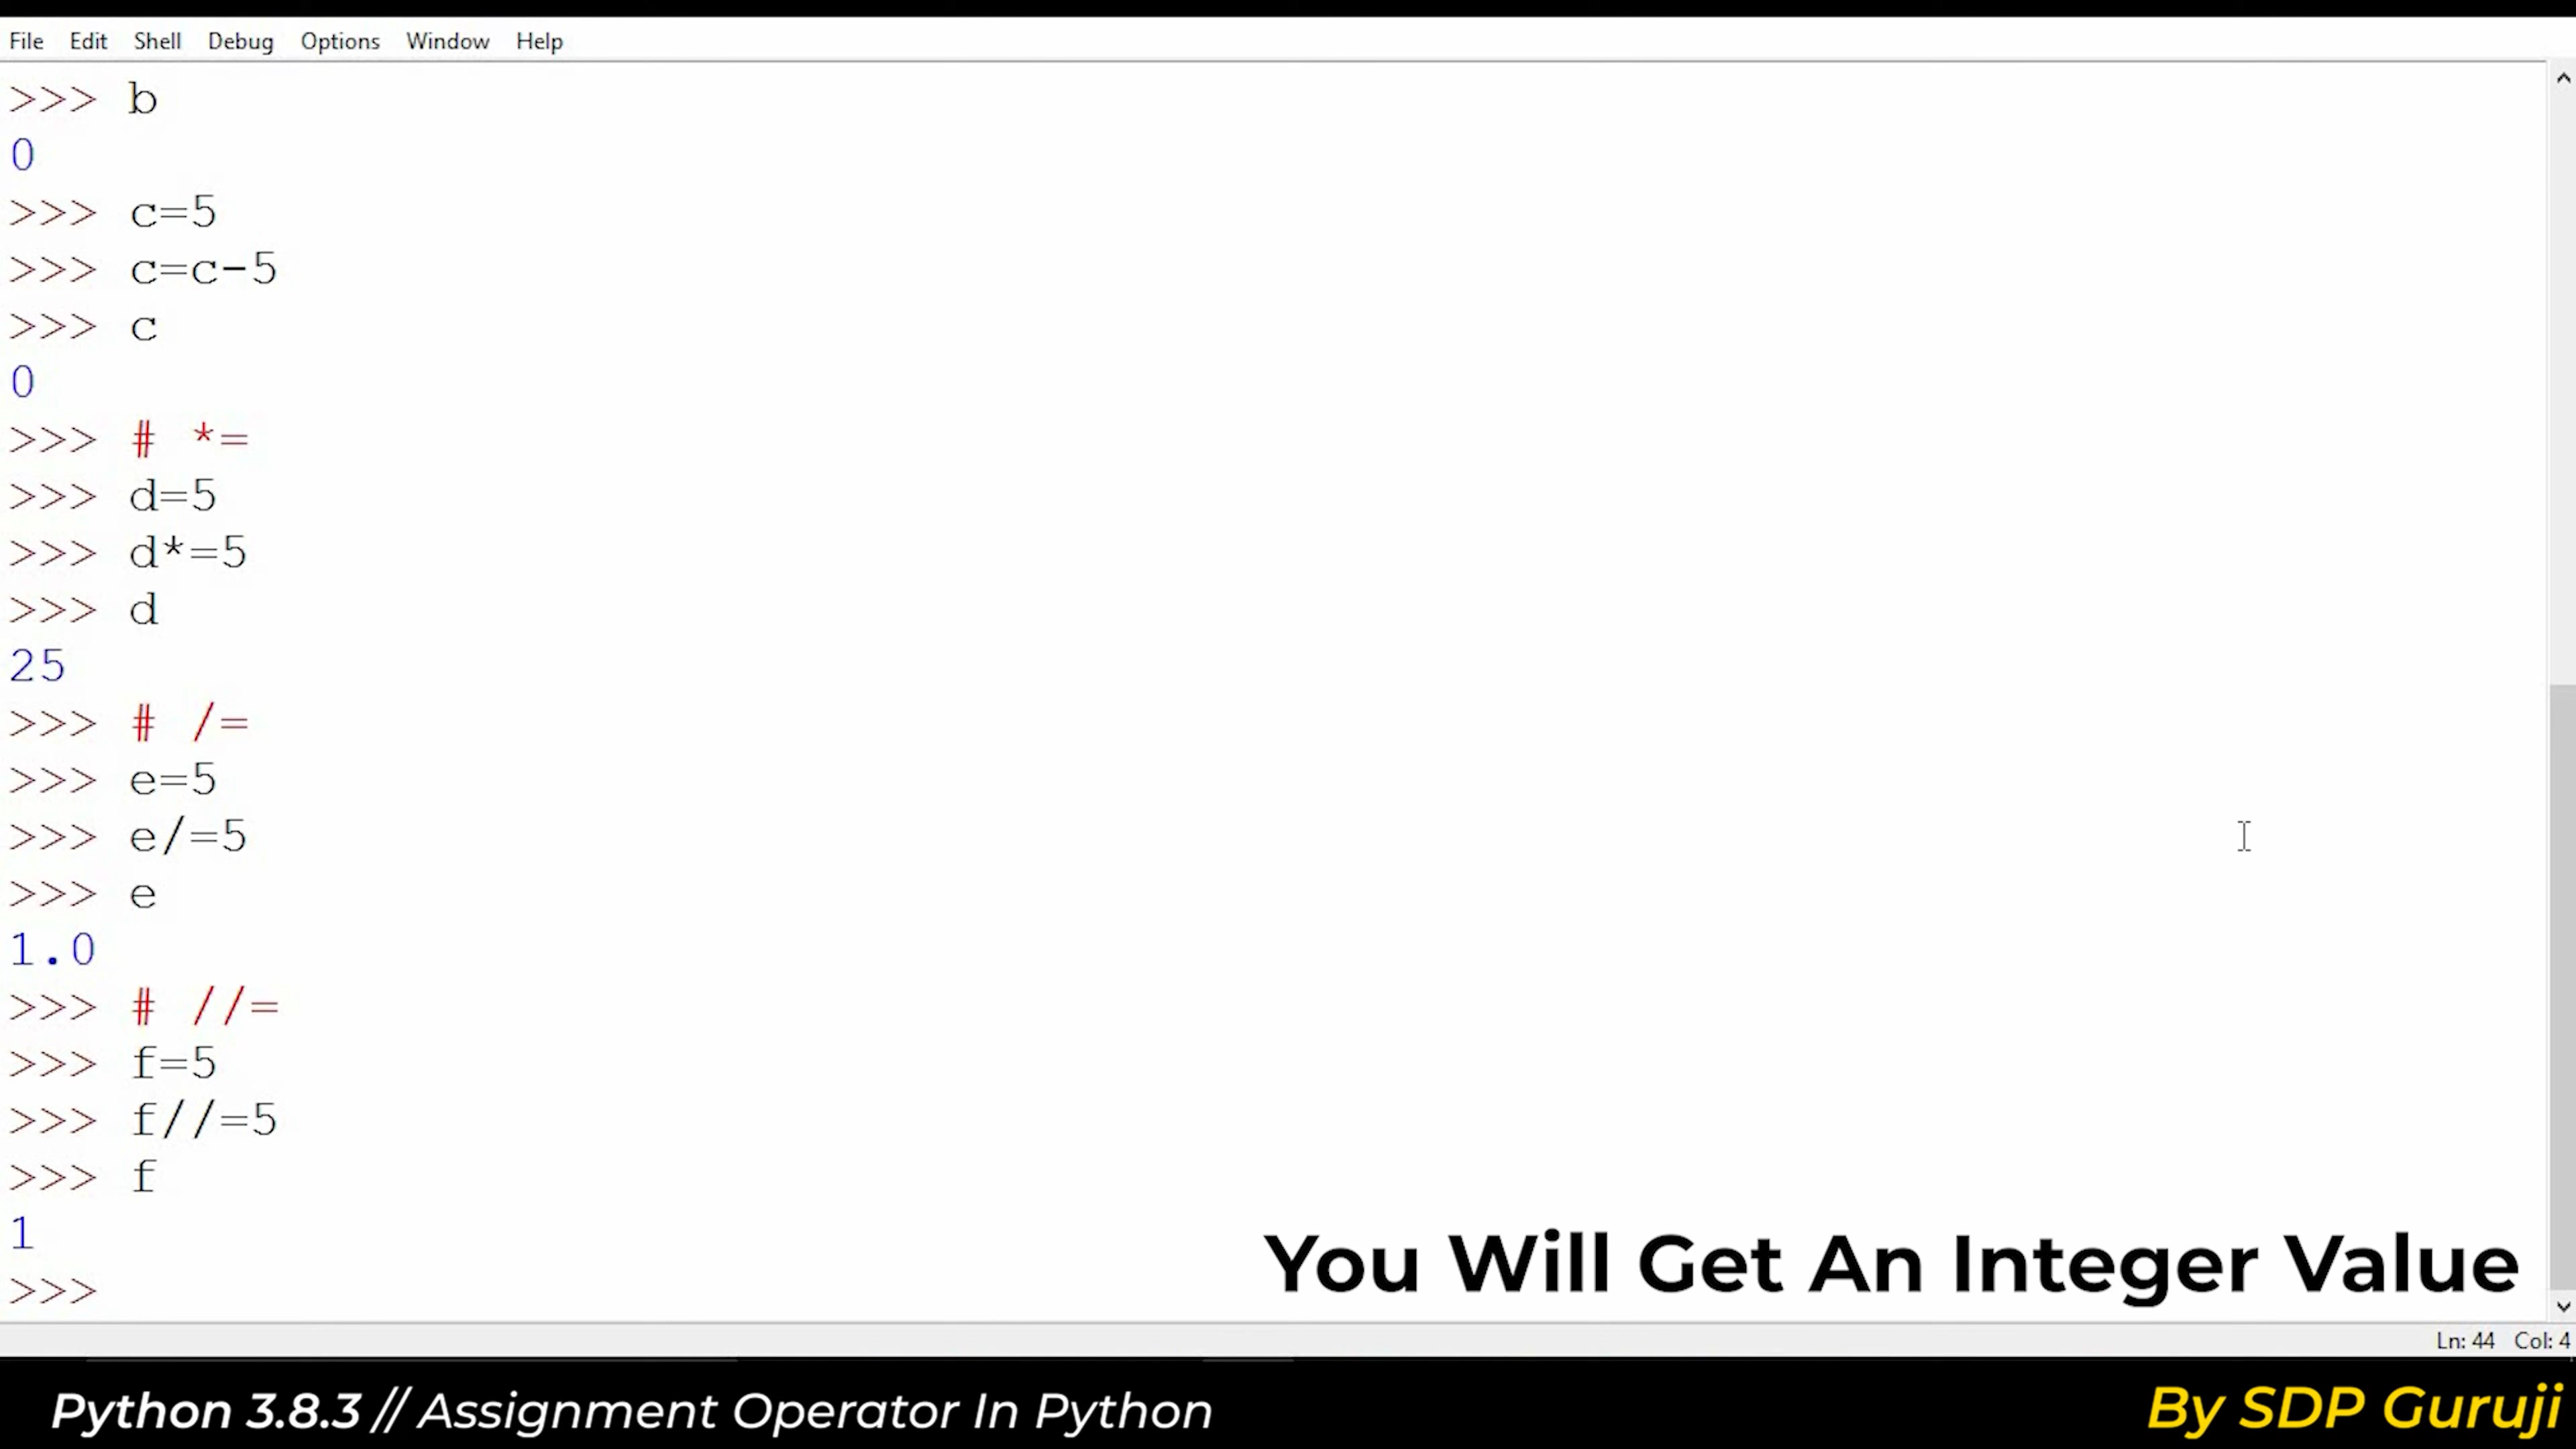 File Edit Shell Debug Options Window Help
>>> b
0
>>> c=5
>>> c=c-5
>>> c
0
>>> # *=
>>> d=5
>>> d*=5
>>> d
25
>>> # /=
>>> e=5
>>> e/=5
>>> e
1.0
>>> # //=
>>> f=5
>>> f//=5
>>> f
1
>>>
You Will Get An Integer Value
Ln: 44 Col: 4
Python 3.8.3 // Assignment Operator In Python
By SDP Guruji